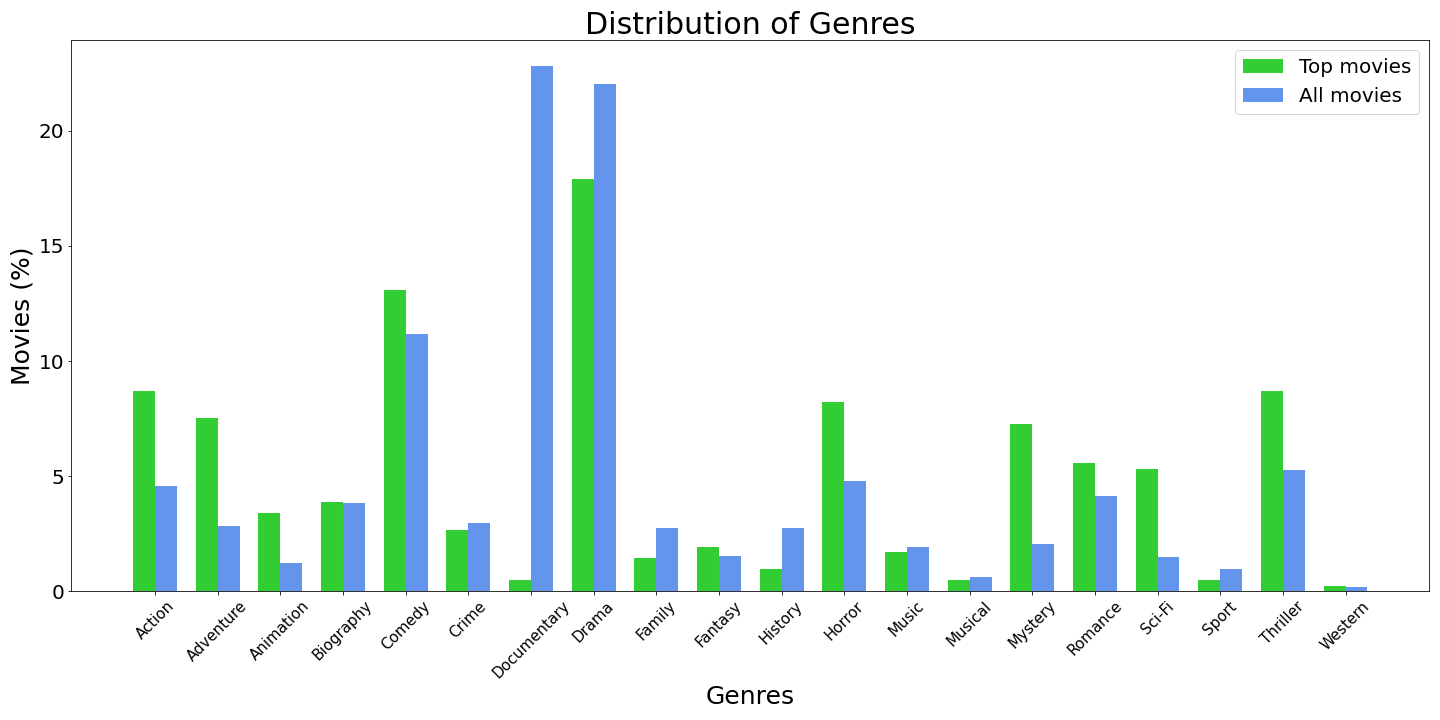 Distribution of Genres
Top movies
All movies
Movies (%)
20
15
10
5
0
Action
Adventure
Animation
Biography
Comedy
Crime
Documentary
Drama
Family
Fantasy
History
Horror
Music
Musical
Mystery
Romance
Sci-Fi
Sport
Thriller
Western
Genres